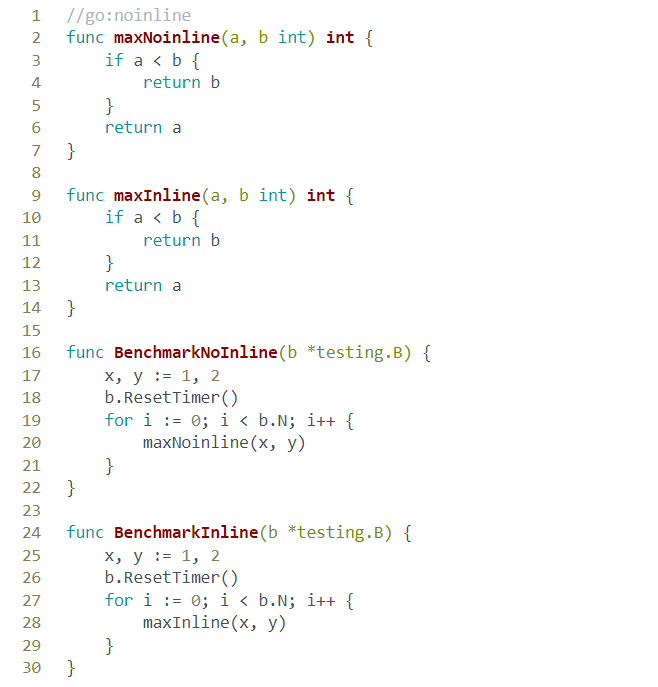 1 //go:noinline
2 func maxNoinline(a, b int) int {
3     if a < b {
4         return b
5     }
6     return a
7 }
8
9 func maxInline(a, b int) int {
10     if a < b {
11         return b
12     }
13     return a
14 }
15
16 func BenchmarkNoInline(b *testing.B) {
17     x, y := 1, 2
18     b.ResetTimer()
19     for i := 0; i < b.N; i++ {
20         maxNoinline(x, y)
21     }
22 }
23
24 func BenchmarkInline(b *testing.B) {
25     x, y := 1, 2
26     b.ResetTimer()
27     for i := 0; i < b.N; i++ {
28         maxInline(x, y)
29     }
30 }